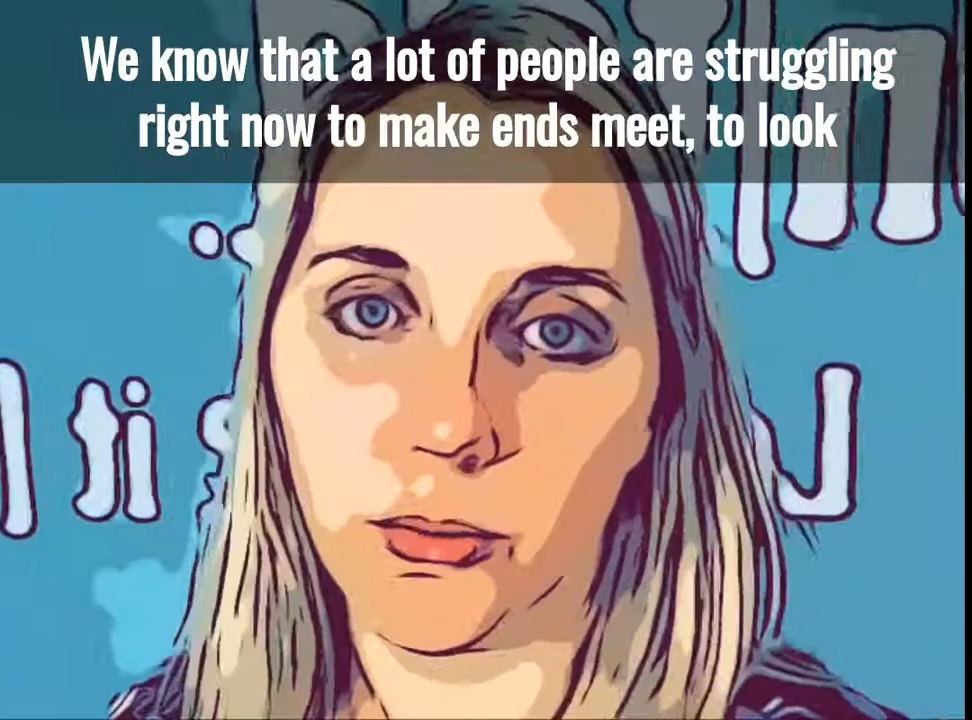 We know that a lot of people are struggling
right now to make ends meet, to look